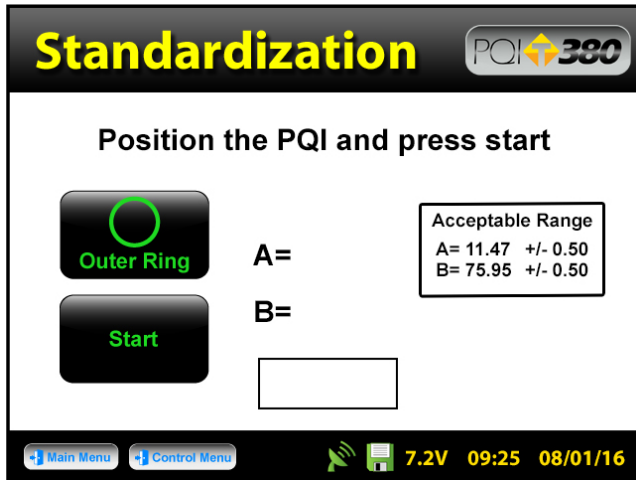 Standardization
PQI T 380
Position the PQI and press start
Outer Ring
A=
Acceptable Range
A= 11.47 +/- 0.50
B= 75.95 +/- 0.50
B=
Start
Main Menu
Control Menu
7.2V 09:25 08/01/16